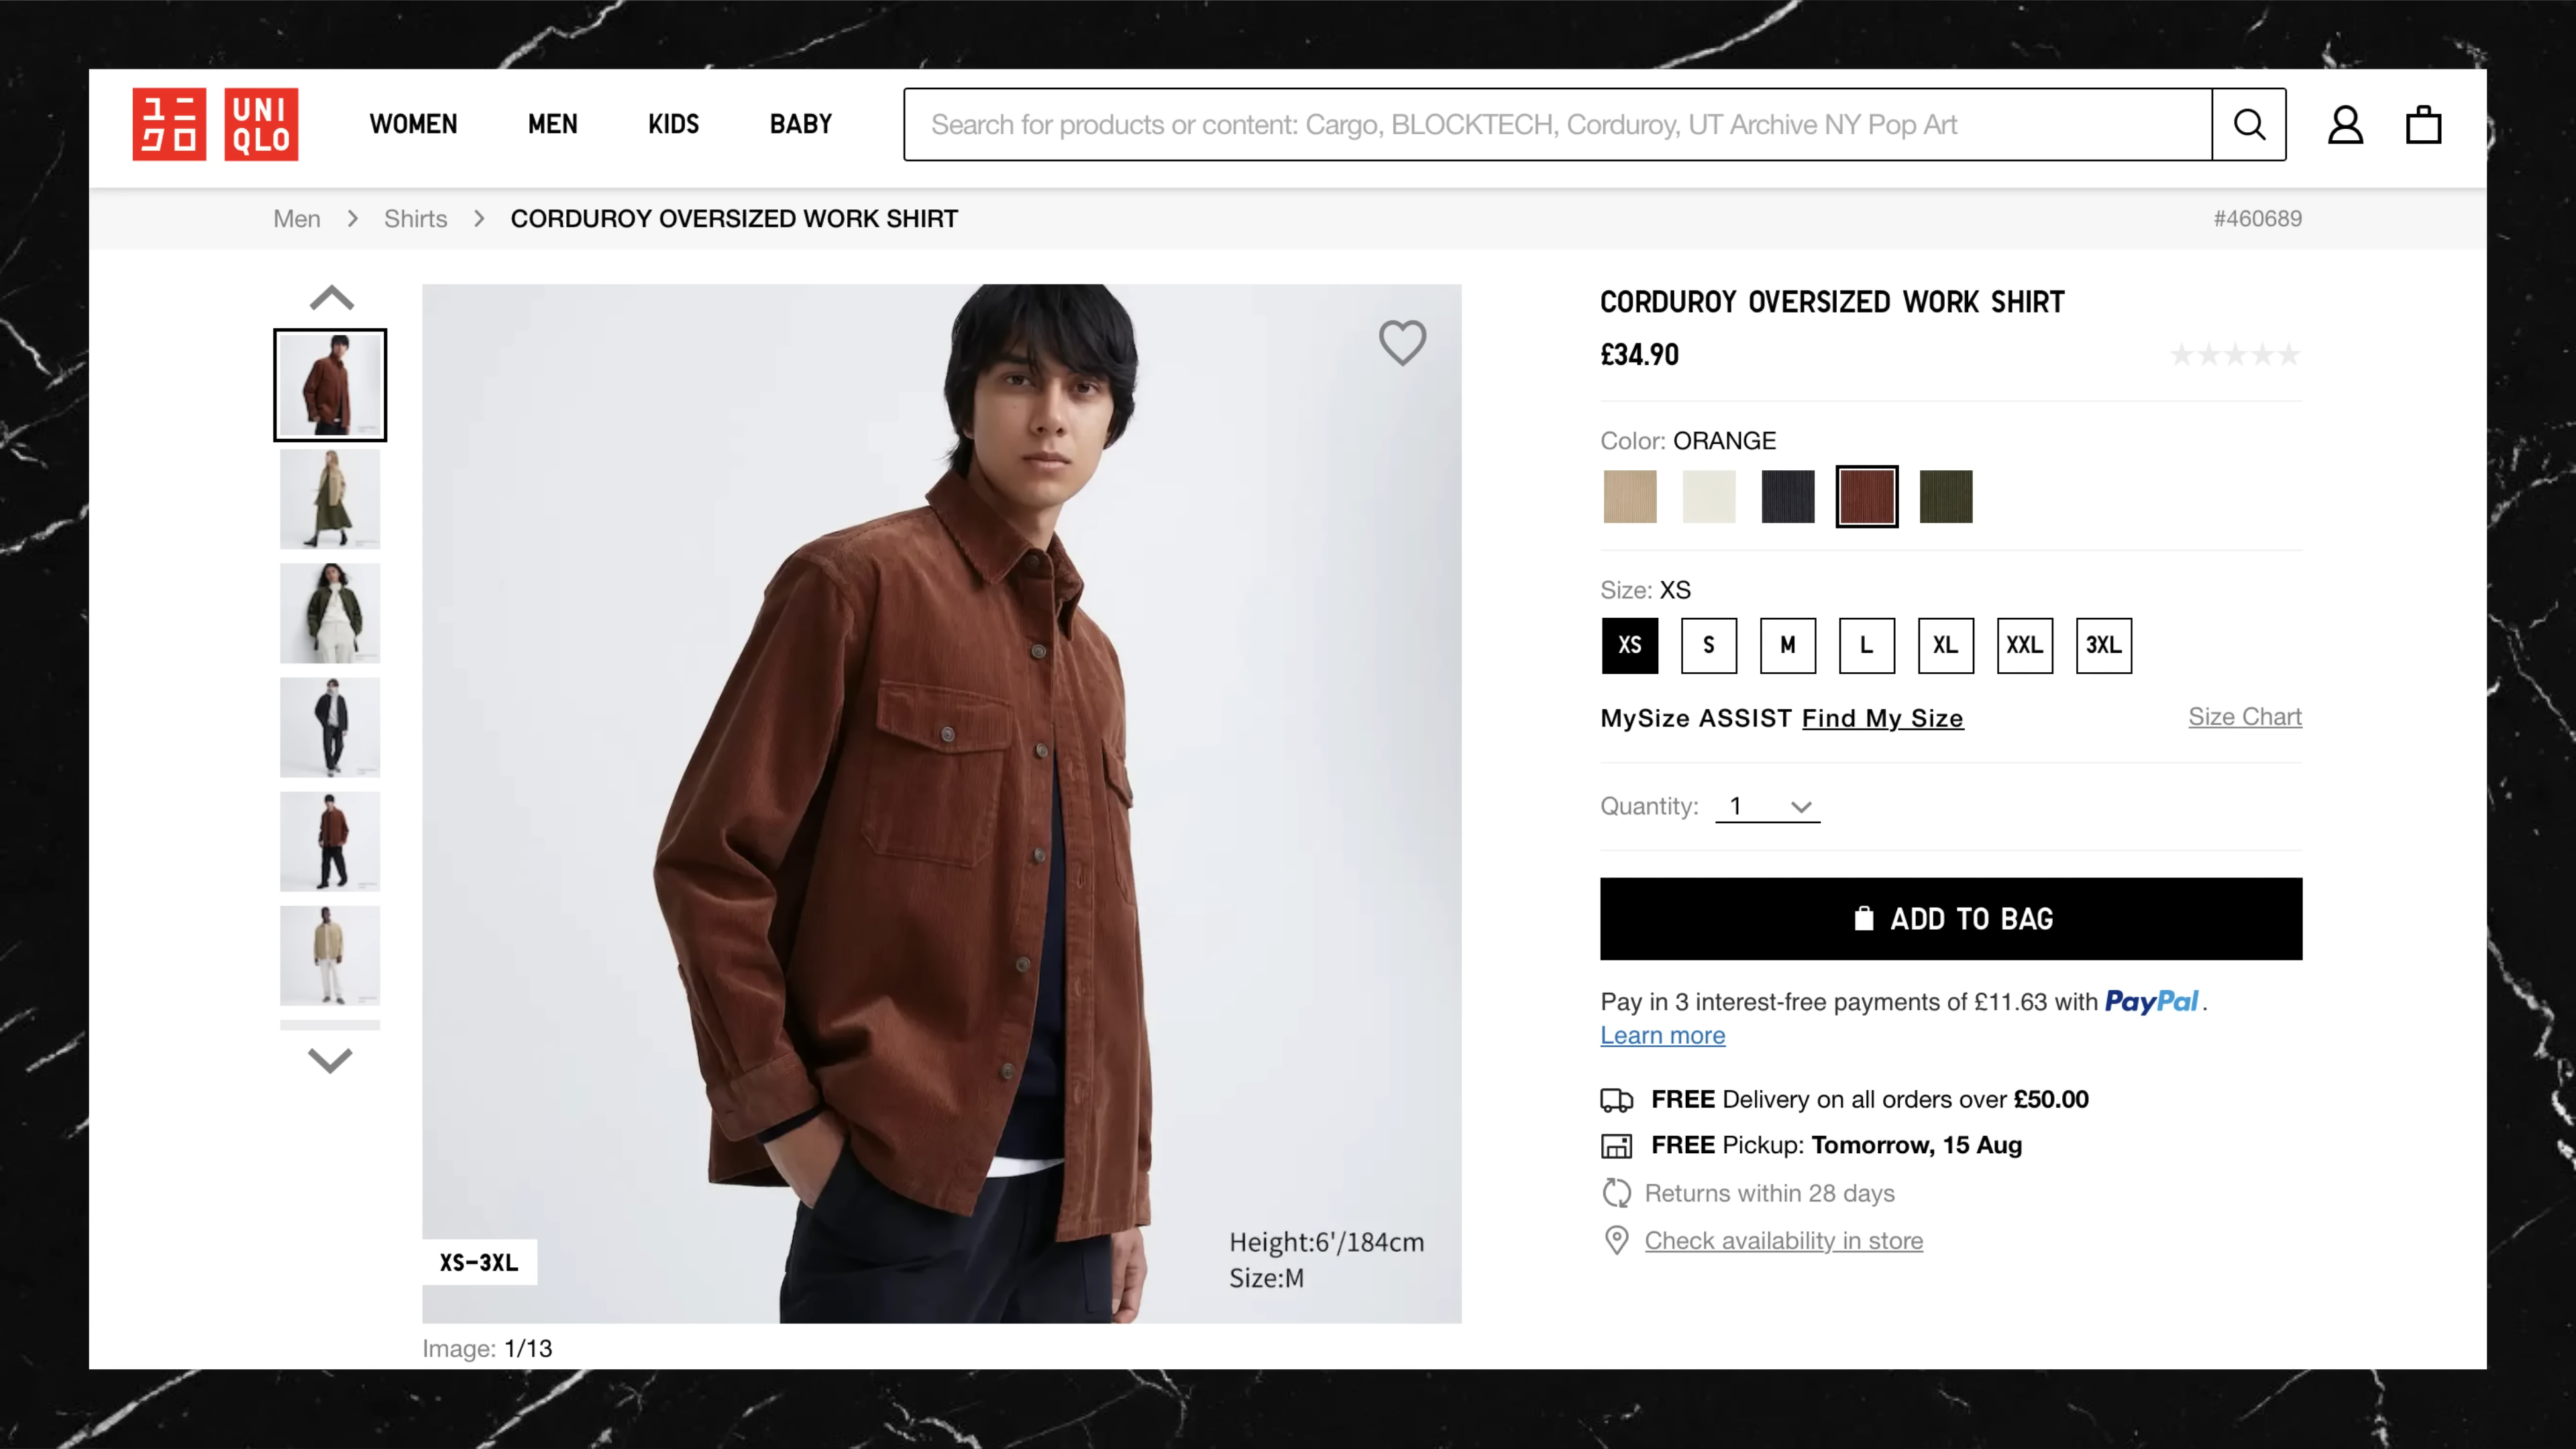 ユニ
クロ
UNI
QLO
WOMEN
MEN
KIDS
BABY
Search for products or content: Cargo, BLOCKTECH, Corduroy, UT Archive NY Pop Art
Men > Shirts > CORDUROY OVERSIZED WORK SHIRT
#460689
XS-3XL
Height:6'/184cm
Size:M
Image: 1/13
CORDUROY OVERSIZED WORK SHIRT
£34.90
Color: ORANGE
Size: XS
XS
S
M
L
XL
XXL
3XL
MySize ASSIST Find My Size
Size Chart
Quantity: 1
ADD TO BAG
Pay in 3 interest-free payments of £11.63 with PayPal.
Learn more
FREE Delivery on all orders over £50.00
FREE Pickup: Tomorrow, 15 Aug
Returns within 28 days
Check availability in store